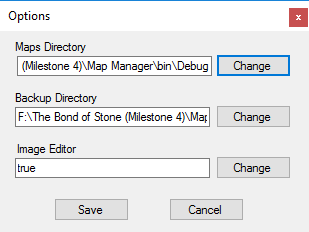 Options
x
Maps Directory
(Milestone 4)\Map Manager\bin\Debug
Change
Backup Directory
F:\The Bond of Stone (Milestone 4)\Map
Change
Image Editor
true
Change
Save
Cancel